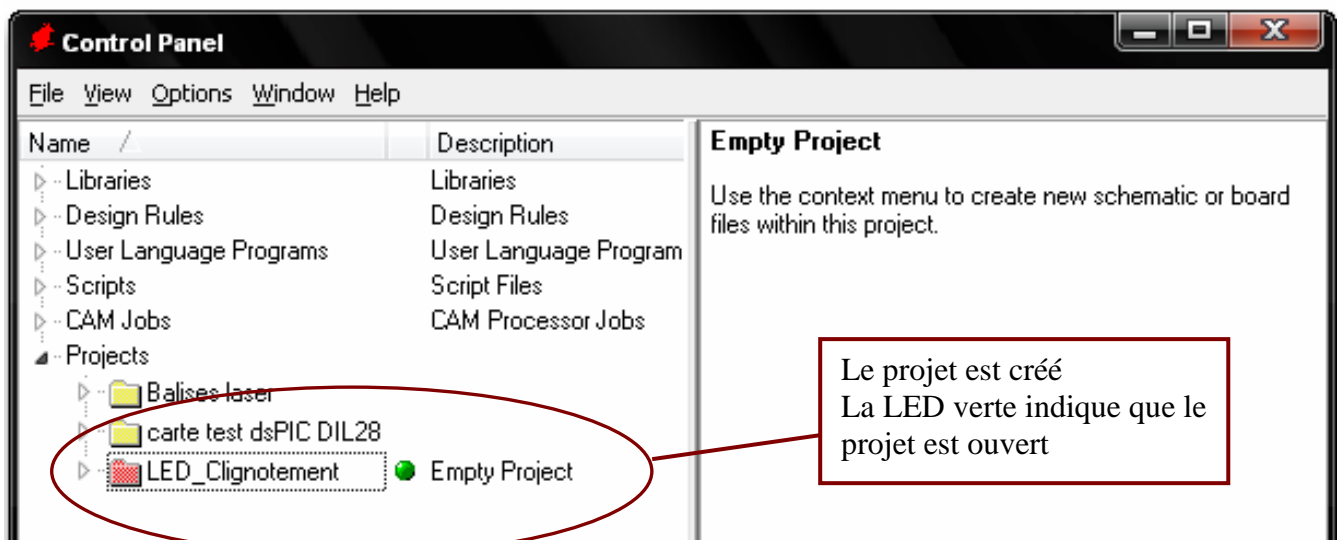 Control Panel
File View Options Window Help
Name Description
Libraries Libraries
Design Rules Design Rules
User Language Programs User Language Program
Scripts Script Files
CAM Jobs CAM Processor Jobs
Projects
Balises laser
carte test dsPIC DIL28
LED_Clignotement Empty Project
Empty Project
Use the context menu to create new schematic or board
files within this project.
Le projet est créé
La LED verte indique que le
projet est ouvert